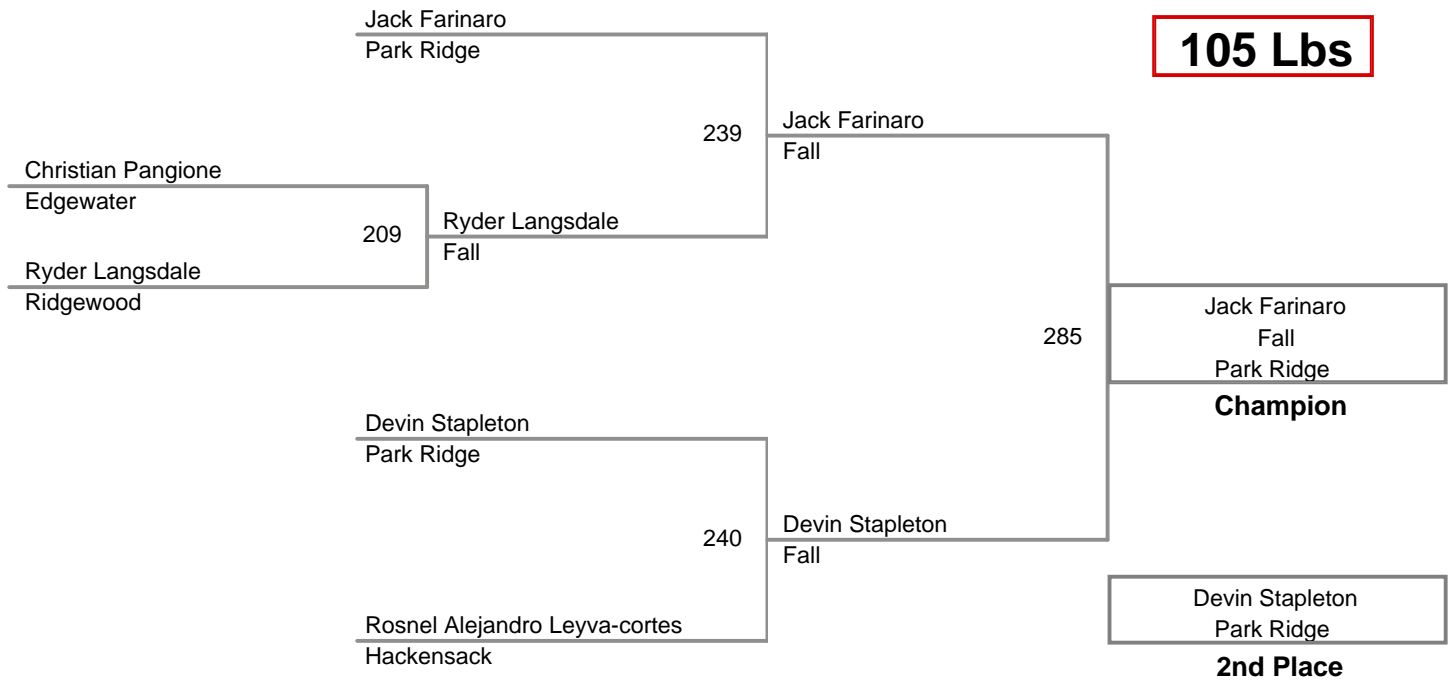 Jack Farinaro
Park Ridge
105 Lbs
239
Jack Farinaro
Fall
Christian Pangione
Edgewater
209
Ryder Langsdale
Fall
Ryder Langsdale
Ridgewood
285
Jack Farinaro
Fall
Park Ridge
Champion
Devin Stapleton
Park Ridge
240
Devin Stapleton
Fall
Rosnel Alejandro Leyva-cortes
Hackensack
Devin Stapleton
Park Ridge
2nd Place